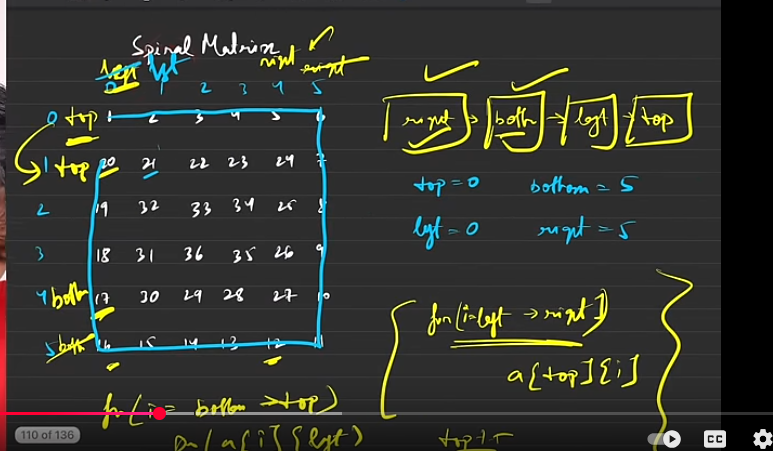 Spiral Matrix
left left right right
0 1 2 3 4 5
0 top 1 2 3 4 5 6
1 top 20 21 22 23 24 7
2 19 32 33 34 25 8
3 18 31 36 35 26 9
4 bottom 17 30 29 28 27 10
5 bottom 16 15 14 13 12 11
right → bottom → left → top
top = 0 bottom = 5
left = 0 right = 5
for(i=left → right)
a[top][i]
top++
for(i = bottom → top)
a[i][left]
110 of 136
CC